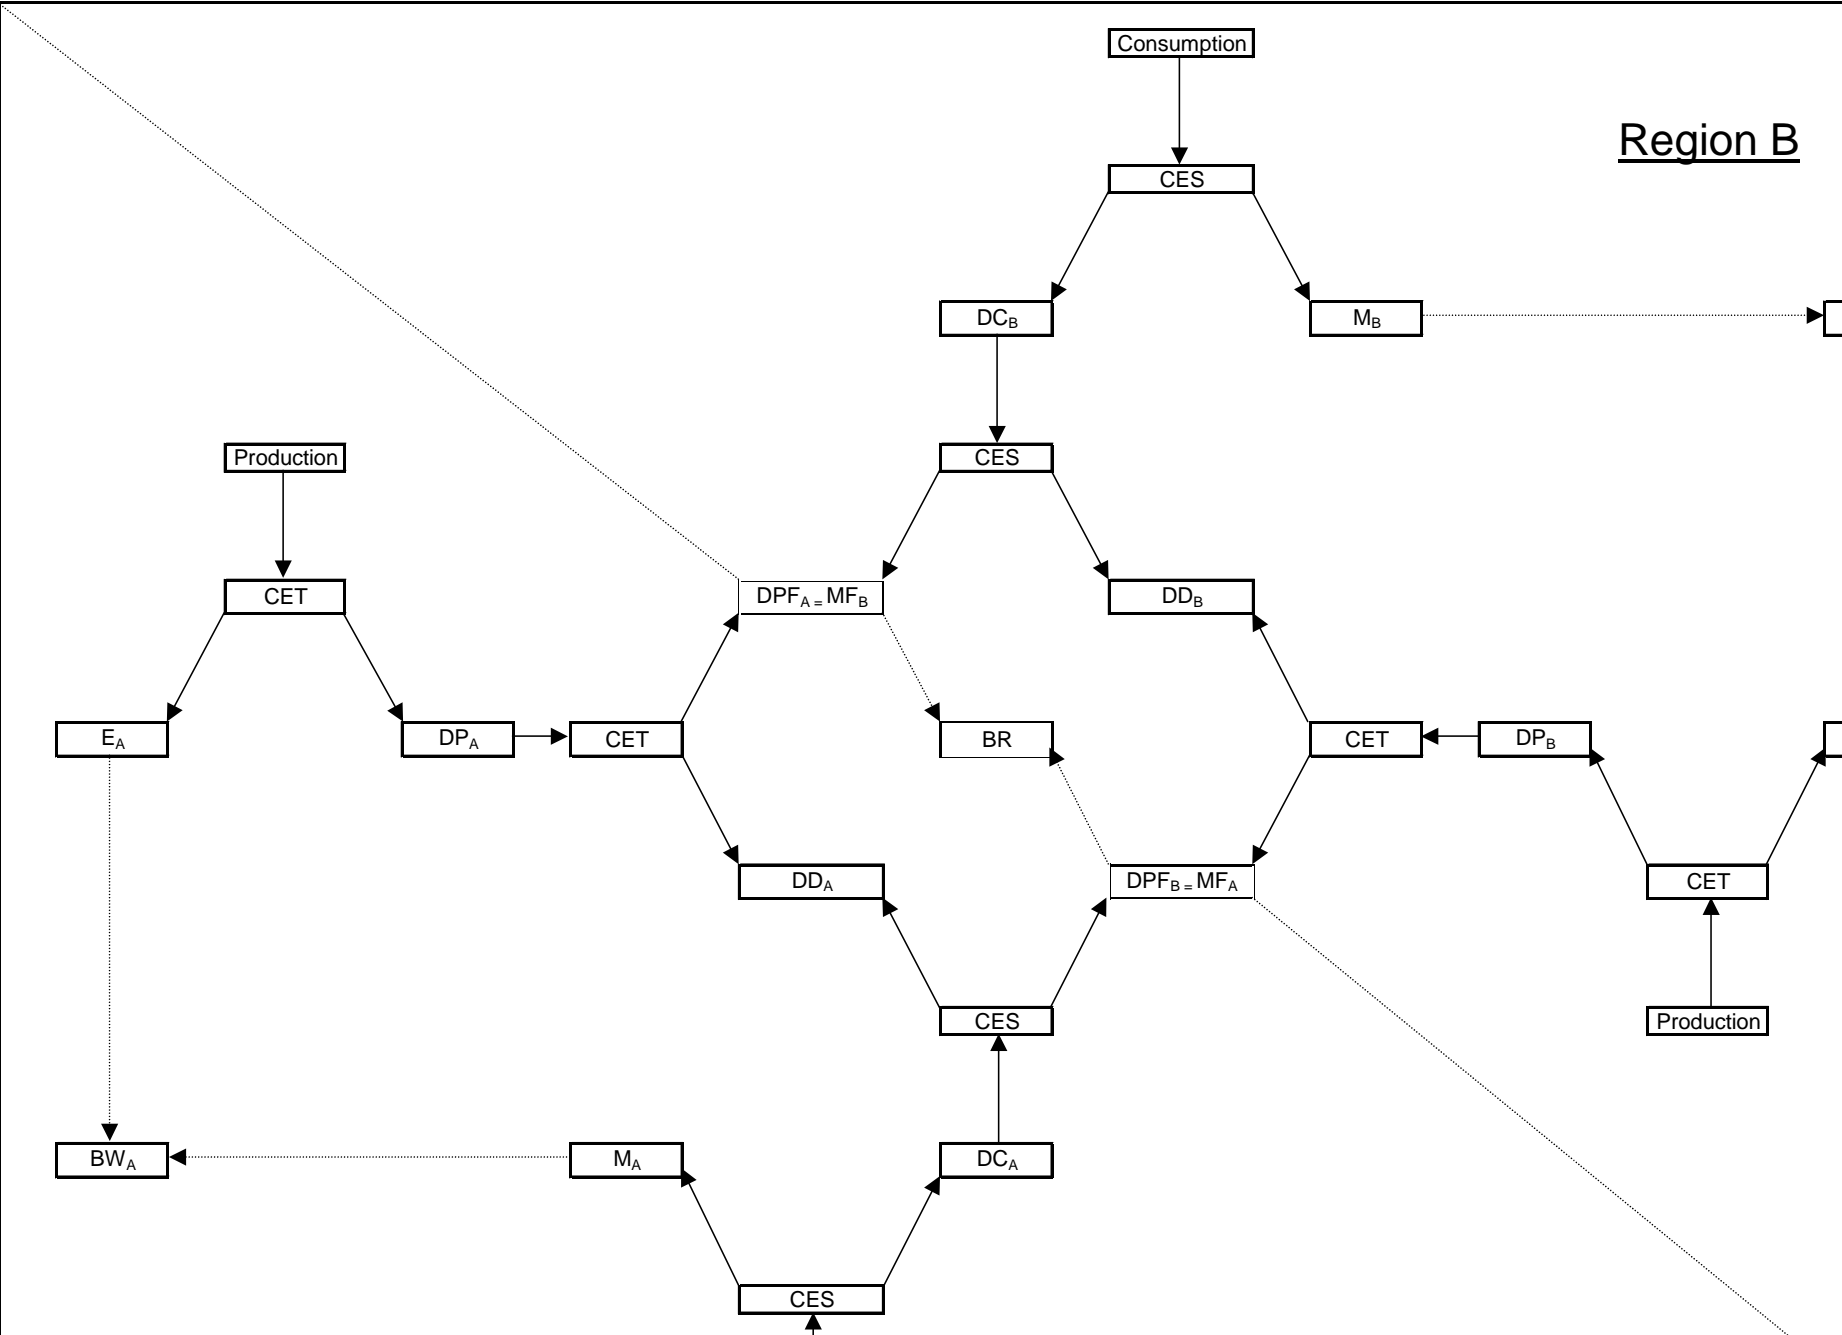 Consumption
Region B
CES
DC_B
M_B
Production
CES
CET
DPF_A = MF_B
DD_B
E_A
DP_A
CET
BR
CET
DP_B
DD_A
DPF_B = MF_A
CET
CES
Production
BW_A
M_A
DC_A
CES